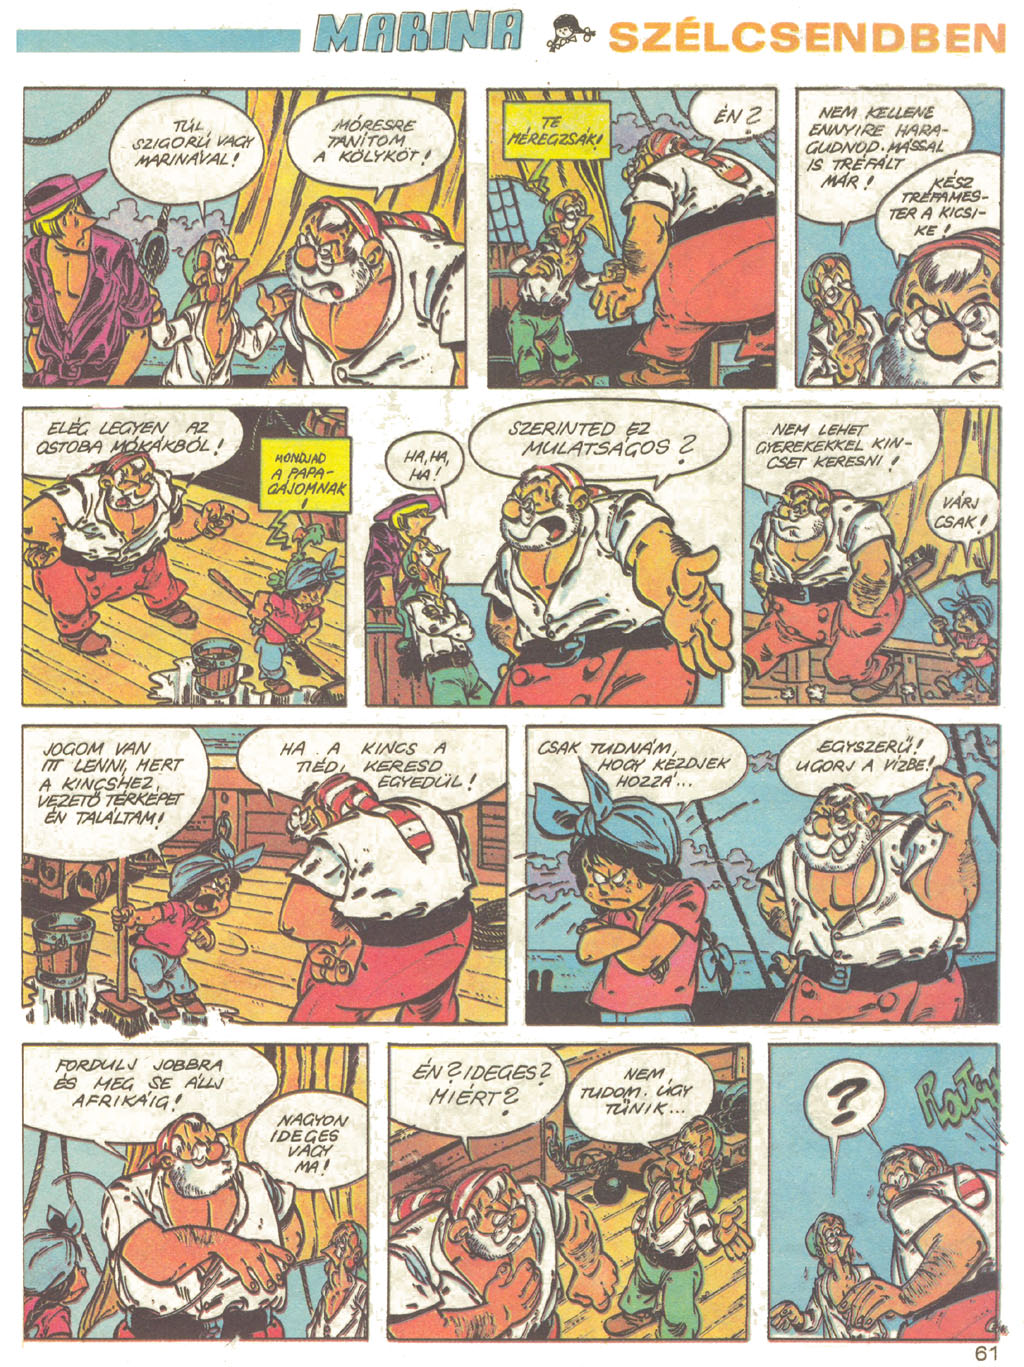 MARINA
SZÉLCSENDBEN
TÚL
SZIGORÚ VAGY
MARINÁVAL!
MÓRESRE
TANÍTOM
A KÖLYKÖT!
TE
MÉREGZSÁK!
ÉN?
NEM KELLENE
ENNYIRE HARA-
GUDNOD. MÁSSAL
IS TRÉFÁLT
MÁR!
KÉSZ
TRÉFAMES-
TER A KICSI-
KE!
ELÉG LEGYEN AZ
OSTOBA MÓKÁKBÓL!
MONDJAD
A PAPA-
GÁJOMNAK
!
HA, HA,
HA!
SZERINTED EZ
MULATSÁGOS?
NEM LEHET
GYEREKEKKEL KIN-
CSET KERESNI!
VÁRJ
CSAK!
JOGOM VAN
ITT LENNI, MERT
A KINCSHEZ
VEZETŐ TÉRKÉPET
ÉN TALÁLTAM!
HA A KINCS A
TIÉD, KERESD
EGYEDÜL!
CSAK TUDNÁM,
HOGY KEZDJEK
HOZZÁ...
EGYSZERŰ!
UGORJ A VÍZBE!
FORDULJ JOBBRA
ÉS MEG SE ÁLLJ
AFRIKÁIG!
NAGYON
IDEGES
VAGY
MA!
ÉN? IDEGES?
MIÉRT?
NEM
TUDOM. ÚGY
TŰNIK...
?
61